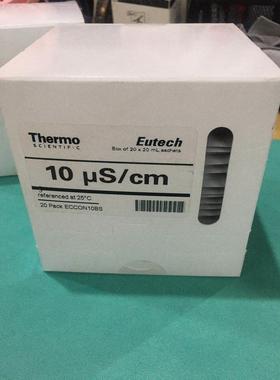 Thermo
SCIENTIFIC
Eutech
Box of 20 x 20 mL sachets
10 µS/cm
referenced at 25°C
20 Pack ECCON10BS